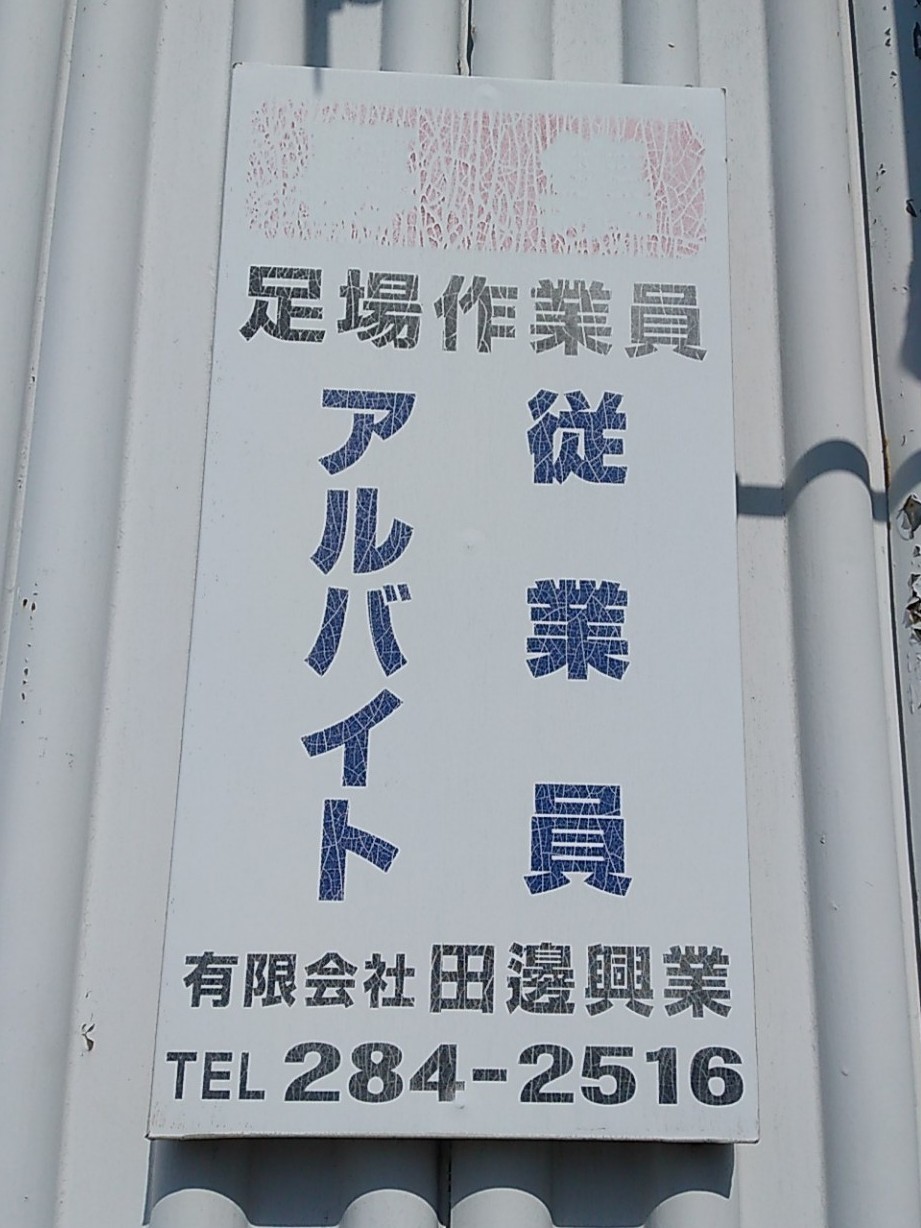 足場作業員
従業員
アルバイト
有限会社田邊興業
TEL 284-2516